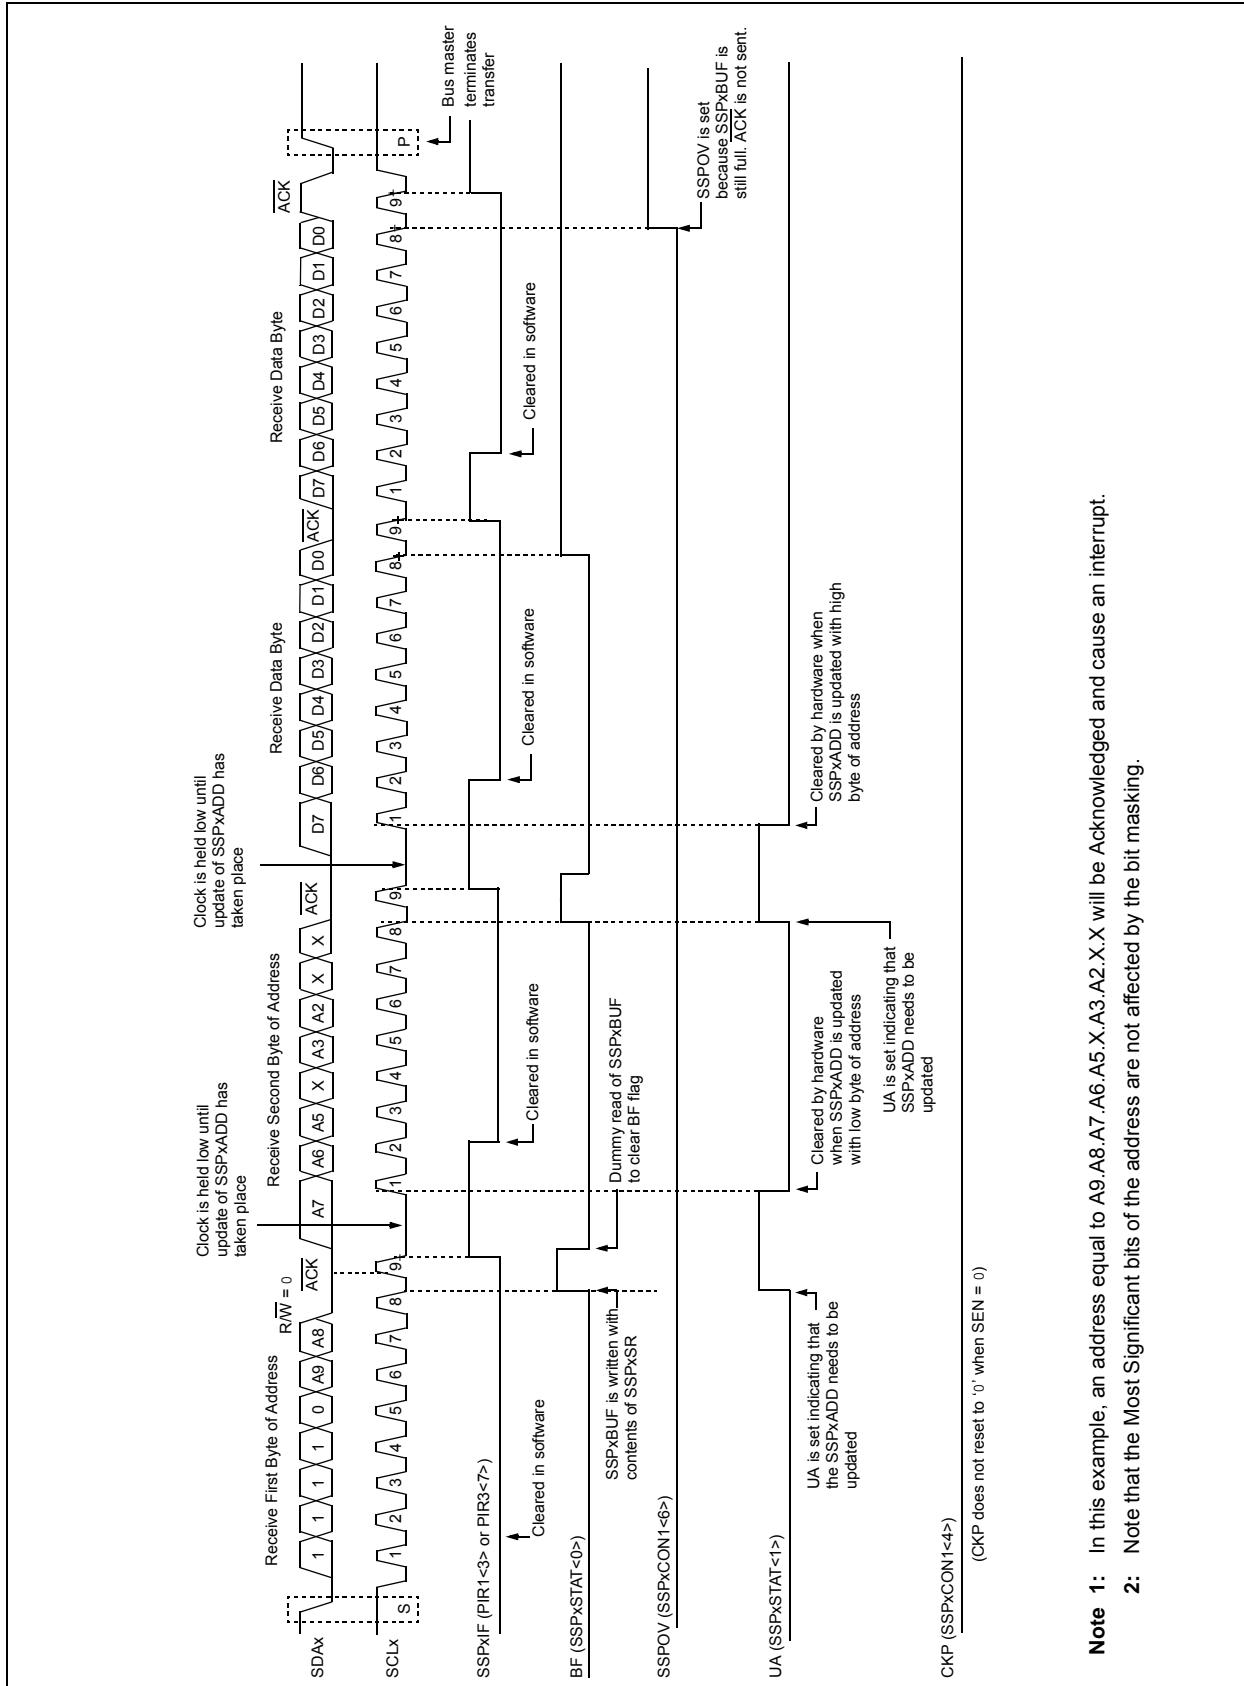 Clock is held low until
update of SSPxADD has
taken place
Clock is held low until
update of SSPxADD has
taken place
Receive First Byte of Address
R/W = 0
ACK
Receive Second Byte of Address
ACK
Receive Data Byte
ACK
Receive Data Byte
ACK
SDAx
1 1 1 1 0 A9 A8
A7 A6 A5 X A3 A2 X X
D7 D6 D5 D4 D3 D2 D1 D0
D7 D6 D5 D4 D3 D2 D1 D0
SCLx
S
1 2 3 4 5 6 7 8 9
1 2 3 4 5 6 7 8 9
1 2 3 4 5 6 7 8 9
1 2 3 4 5 6 7 8 9
P
Bus master
terminates
transfer
SSPxIF (PIR1<3> or PIR3<7>)
Cleared in software
Cleared in software
Cleared in software
Cleared in software
BF (SSPxSTAT<0>)
SSPxBUF is written with
contents of SSPxSR
Dummy read of SSPxBUF
to clear BF flag
SSPOV (SSPxCON1<6>)
SSPOV is set
because SSPxBUF is
still full. ACK is not sent.
UA (SSPxSTAT<1>)
UA is set indicating that
the SSPxADD needs to be
updated
Cleared by hardware
when SSPxADD is updated
with low byte of address
UA is set indicating that
SSPxADD needs to be
updated
Cleared by hardware when
SSPxADD is updated with high
byte of address
CKP (SSPxCON1<4>)
(CKP does not reset to ‘0’ when SEN = 0)
Note 1: In this example, an address equal to A9.A8.A7.A6.A5.X.A3.A2.X.X will be Acknowledged and cause an interrupt.
2: Note that the Most Significant bits of the address are not affected by the bit masking.